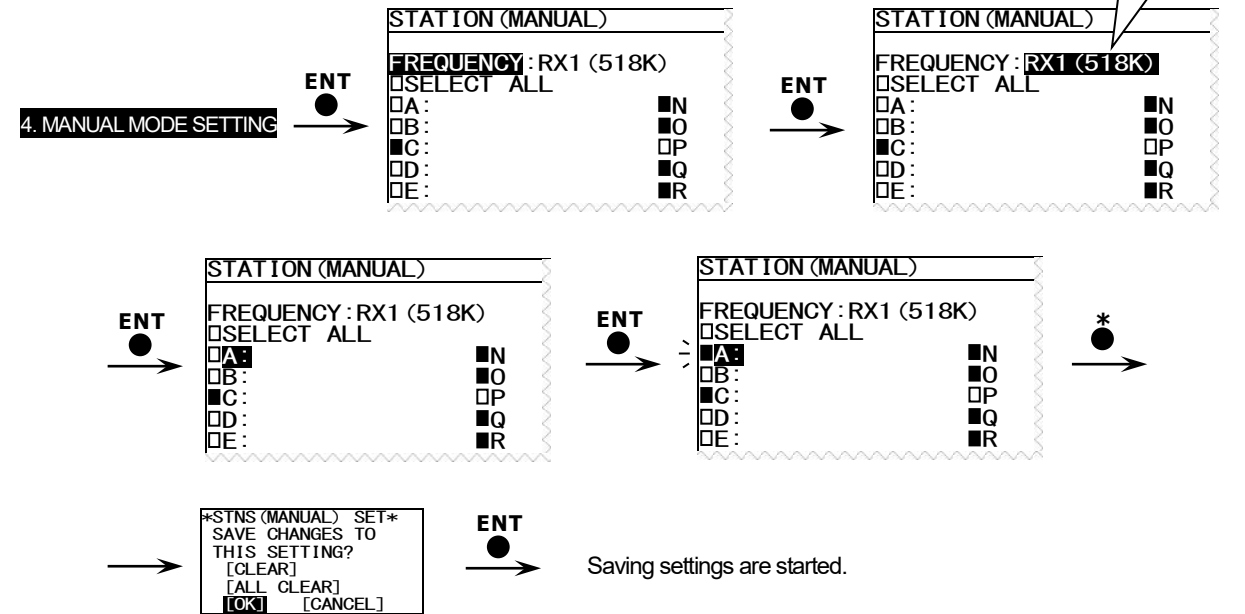 4. MANUAL MODE SETTING
ENT
STATION(MANUAL)
FREQUENCY:RX1(518K)
□SELECT ALL
□A: ■N
□B: ■O
■C: □P
□D: ■Q
□E: ■R
ENT
STATION(MANUAL)
FREQUENCY:RX1(518K)
□SELECT ALL
□A: ■N
□B: ■O
■C: □P
□D: ■Q
□E: ■R
ENT
STATION(MANUAL)
FREQUENCY:RX1(518K)
□SELECT ALL
□A: ■N
□B: ■O
■C: □P
□D: ■Q
□E: ■R
ENT
STATION(MANUAL)
FREQUENCY:RX1(518K)
□SELECT ALL
■A: ■N
□B: ■O
■C: □P
□D: ■Q
□E: ■R
*
*STNS(MANUAL) SET*
SAVE CHANGES TO
THIS SETTING?
[CLEAR]
[ALL CLEAR]
[OK] [CANCEL]
ENT
Saving settings are started.